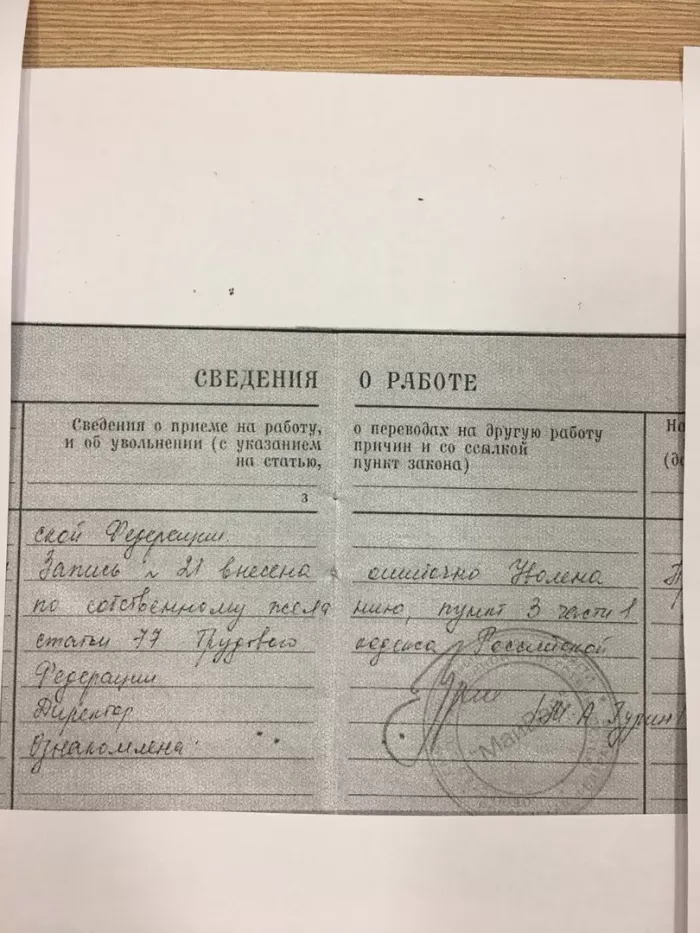 СВЕДЕНИЯ О РАБОТЕ
Сведения о приеме на работу, о переводах на другую работу
и об увольнении (с указанием причин и со ссылкой
на статью, пункт закона)
На
(до
3
ской Федерации.
Запись № 21 внесена ошибочно Уволена
по собственному желанию, пункт 3 части 1
статьи 77 Трудового кодекса Российской
Федерации
Директор
Ознакомлена: